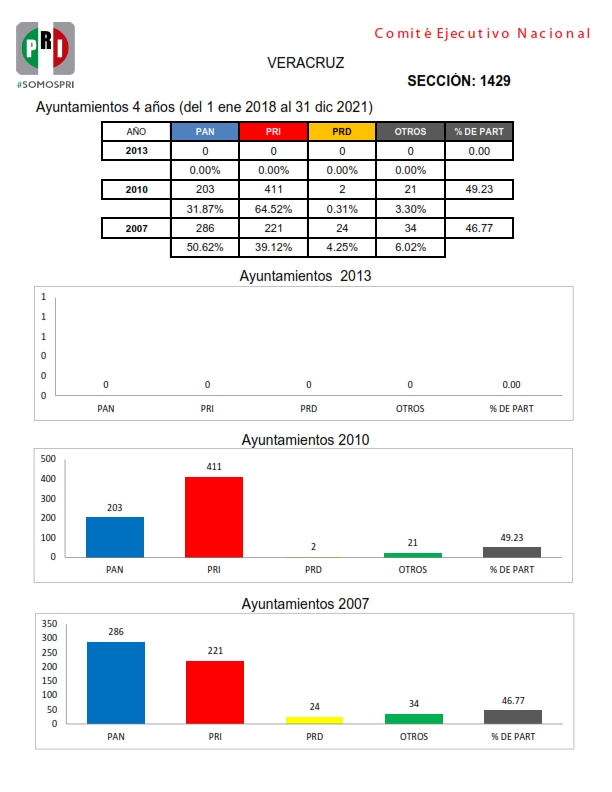 Comité Ejecutivo Nacional
PRI
#SOMOSPRI
VERACRUZ
SECCIÓN: 1429
Ayuntamientos 4 años (del 1 ene 2018 al 31 dic 2021)
AÑO PAN PRI PRD OTROS % DE PART
2013 0 0 0 0 0.00
0.00% 0.00% 0.00% 0.00%
2010 203 411 2 21 49.23
31.87% 64.52% 0.31% 3.30%
2007 286 221 24 34 46.77
50.62% 39.12% 4.25% 6.02%
Ayuntamientos 2013
1
1
1
0
0
0
0 0 0 0 0.00
PAN PRI PRD OTROS % DE PART
Ayuntamientos 2010
500
400
300
200
100
0
203 411 2 21 49.23
PAN PRI PRD OTROS % DE PART
Ayuntamientos 2007
350
300
250
200
150
100
50
0
286 221 24 34 46.77
PAN PRI PRD OTROS % DE PART